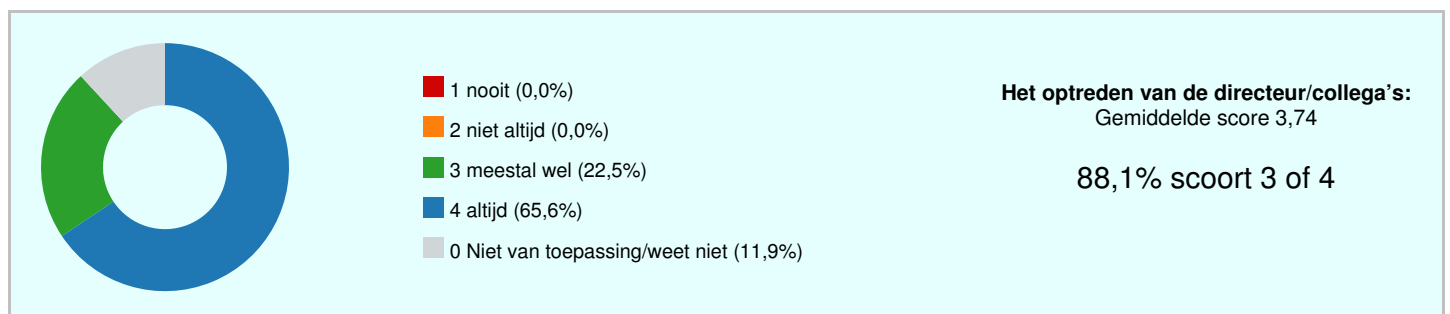 1 nooit (0,0%)
2 niet altijd (0,0%)
3 meestal wel (22,5%)
4 altijd (65,6%)
0 Niet van toepassing/weet niet (11,9%)
Het optreden van de directeur/collega’s:
Gemiddelde score 3,74
88,1% scoort 3 of 4